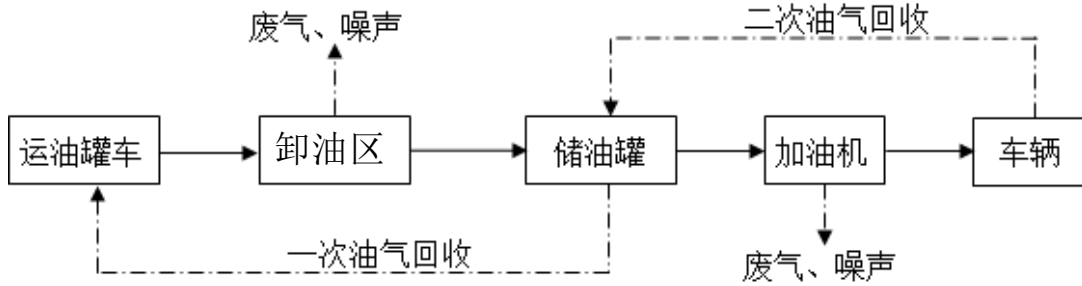 废气、噪声
二次油气回收
运油罐车
卸油区
储油罐
加油机
车辆
一次油气回收
废气、噪声